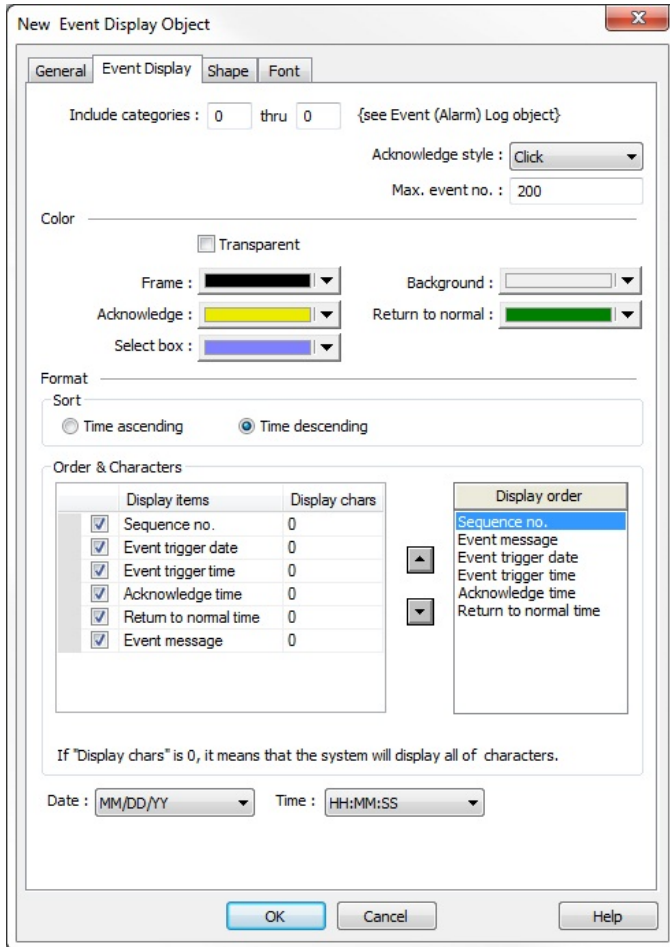 New Event Display Object
General Event Display Shape Font
Include categories : 0 thru 0 {see Event (Alarm) Log object}
Acknowledge style : Click
Max. event no. : 200
Color
Transparent
Frame : Background :
Acknowledge : Return to normal :
Select box :
Format
Sort
Time ascending Time descending
Order & Characters
Display items Display chars
Sequence no. 0
Event trigger date 0
Event trigger time 0
Acknowledge time 0
Return to normal time 0
Event message 0
Display order
Sequence no.
Event message
Event trigger date
Event trigger time
Acknowledge time
Return to normal time
If "Display chars" is 0, it means that the system will display all of characters.
Date : MM/DD/YY Time : HH:MM:SS
OK Cancel Help